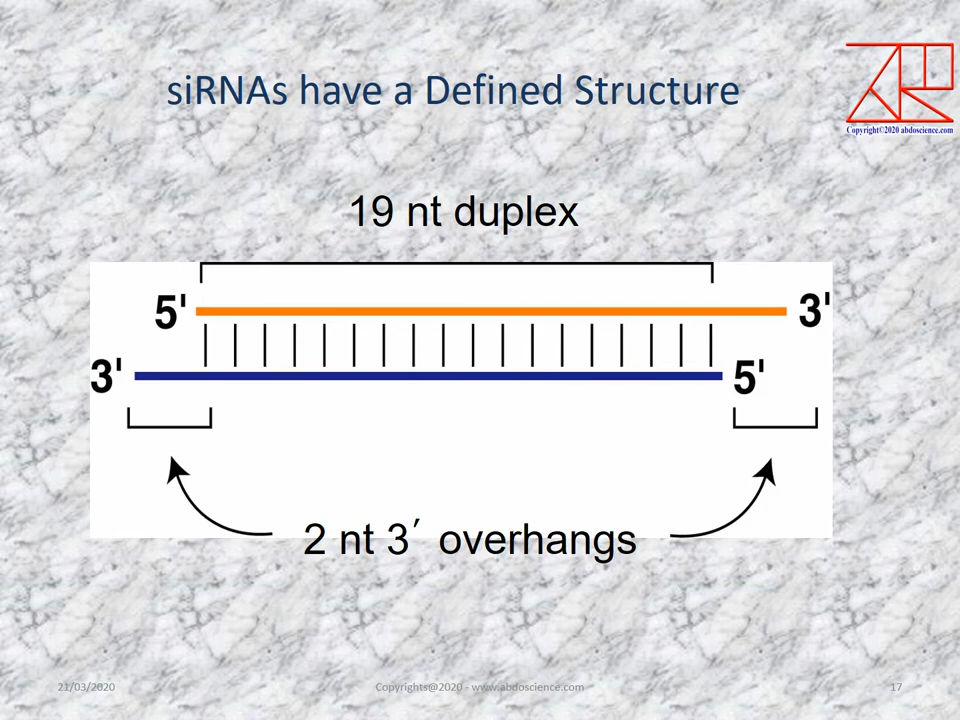 siRNAs have a Defined Structure
Copyright©2020 abdoscience.com
19 nt duplex
5' 3'
3' 5'
2 nt 3′ overhangs
21/03/2020 Copyrights@2020 - www.abdoscience.com 17